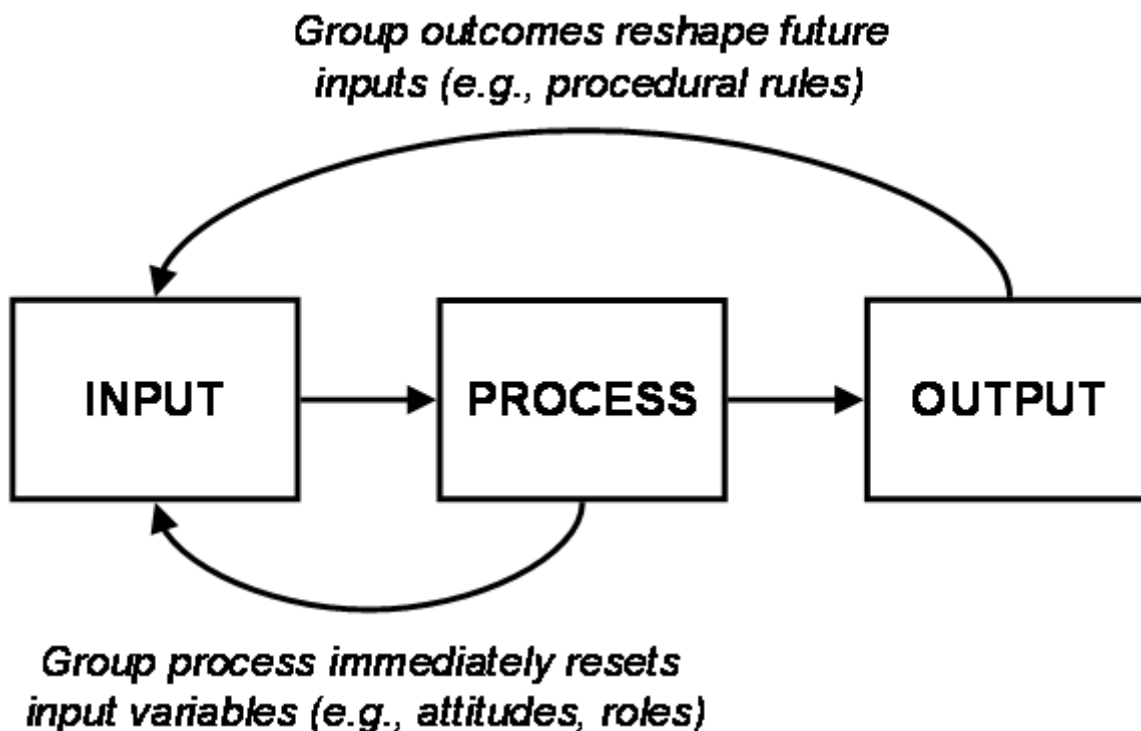 Group outcomes reshape future
inputs (e.g., procedural rules)
INPUT
PROCESS
OUTPUT
Group process immediately resets
input variables (e.g., attitudes, roles)